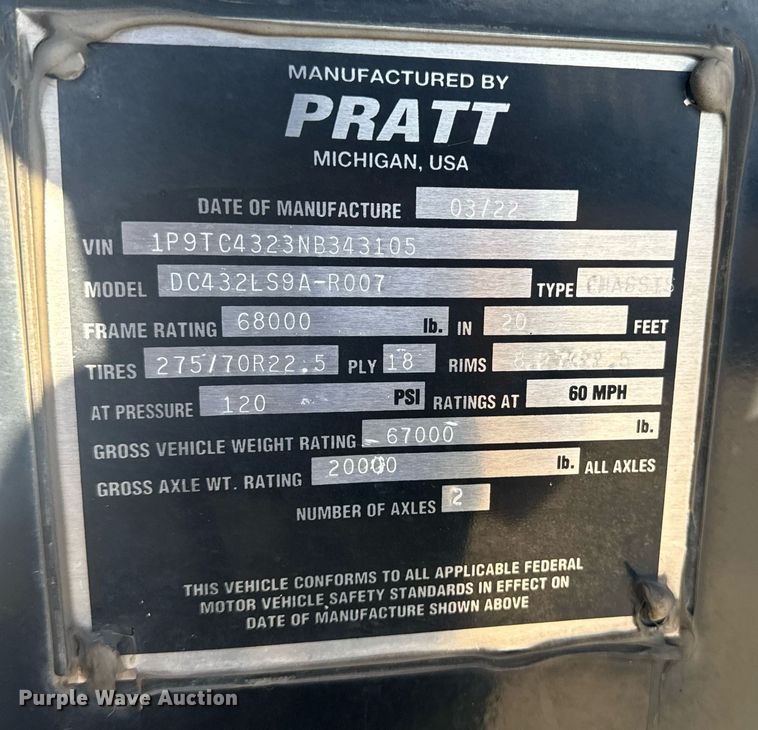 MANUFACTURED BY
PRATT
MICHIGAN, USA
DATE OF MANUFACTURE 03/22
VIN 1P9TC4323NB343105
MODEL DC432LS9A-R007 TYPE CHASSIS
FRAME RATING 68000 lb. IN 20 FEET
TIRES 275/70R22.5 PLY 18 RIMS
AT PRESSURE 120 PSI RATINGS AT 60 MPH
GROSS VEHICLE WEIGHT RATING 67000 lb.
GROSS AXLE WT. RATING 20000 lb. ALL AXLES
NUMBER OF AXLES 2
THIS VEHICLE CONFORMS TO ALL APPLICABLE FEDERAL
MOTOR VEHICLE SAFETY STANDARDS IN EFFECT ON
DATE OF MANUFACTURE SHOWN ABOVE
Purple Wave Auction